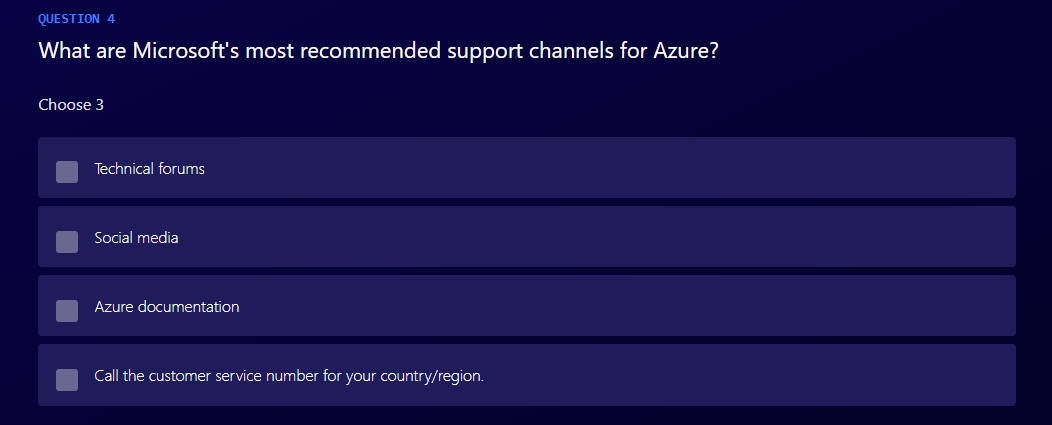 QUESTION 4
What are Microsoft's most recommended support channels for Azure?
Choose 3
Technical forums
Social media
Azure documentation
Call the customer service number for your country/region.